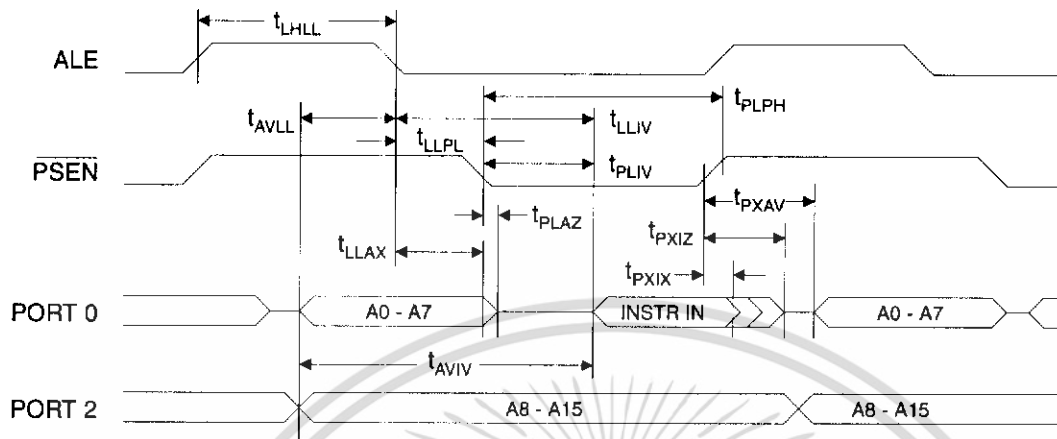 tLHLL
ALE
tPLPH
tAVLL
tLLIV
tLLPL
PSEN
tPLIV
tPXAV
tPLAZ
tPXIZ
tLLAX
tPXIX
PORT 0
A0 - A7
INSTR IN
A0 - A7
tAVIV
PORT 2
A8 - A15
A8 - A15